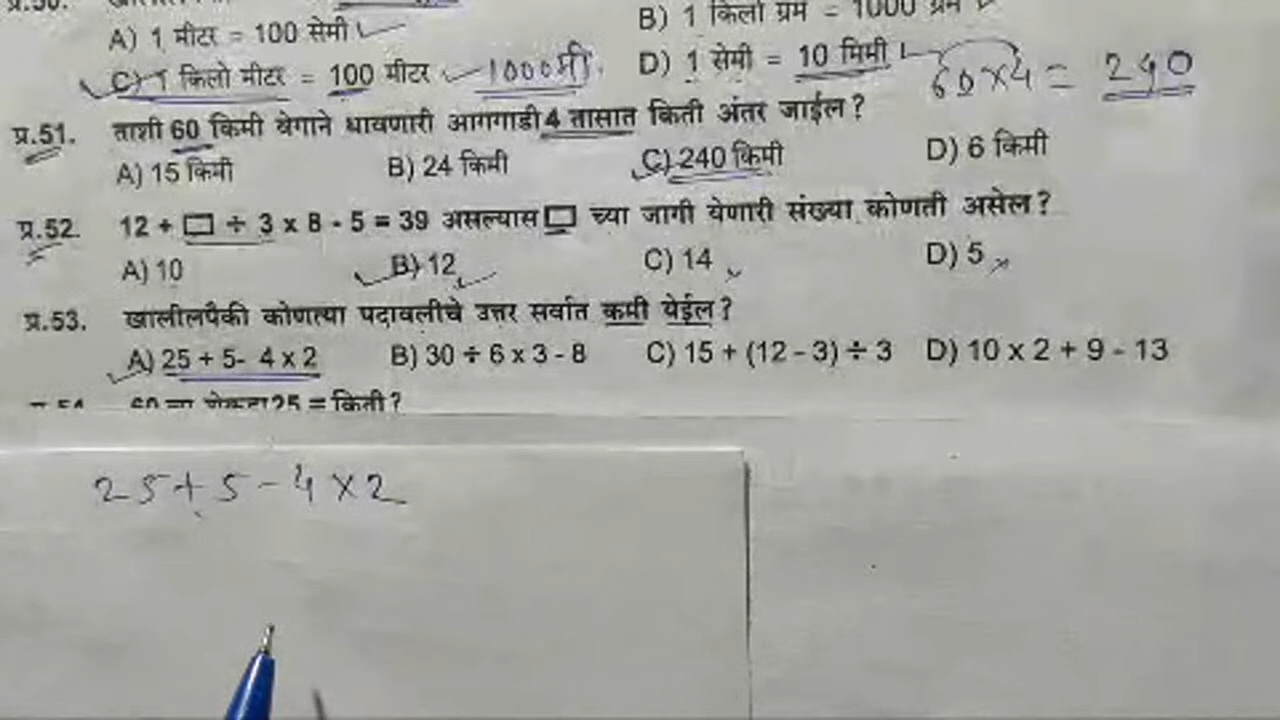 A) 1 मीटर = 100 सेमी
B) 1 किलो ग्रॅम = 1000 ग्रॅम
C) 1 किलो मीटर = 100 मीटर 1000मी.
D) 1 सेमी = 10 मिमी
60×4 = 240
प्र.51. ताशी 60 किमी वेगाने धावणारी आगगाडी 4 तासात किती अंतर जाईल?
A) 15 किमी B) 24 किमी C) 240 किमी D) 6 किमी
प्र.52 12 + □ ÷ 3 x 8 - 5 = 39 असल्यास □ च्या जागी येणारी संख्या कोणती असेल?
A) 10 B) 12 C) 14 D) 5
प्र.53. खालीलपैकी कोणत्या पदावलीचे उत्तर सर्वात कमी येईल?
A) 25 + 5- 4 x 2 B) 30 ÷ 6 x 3 - 8 C) 15 + (12 - 3) ÷ 3 D) 10 x 2 + 9 - 13
25 = किती?
25+5-4×2